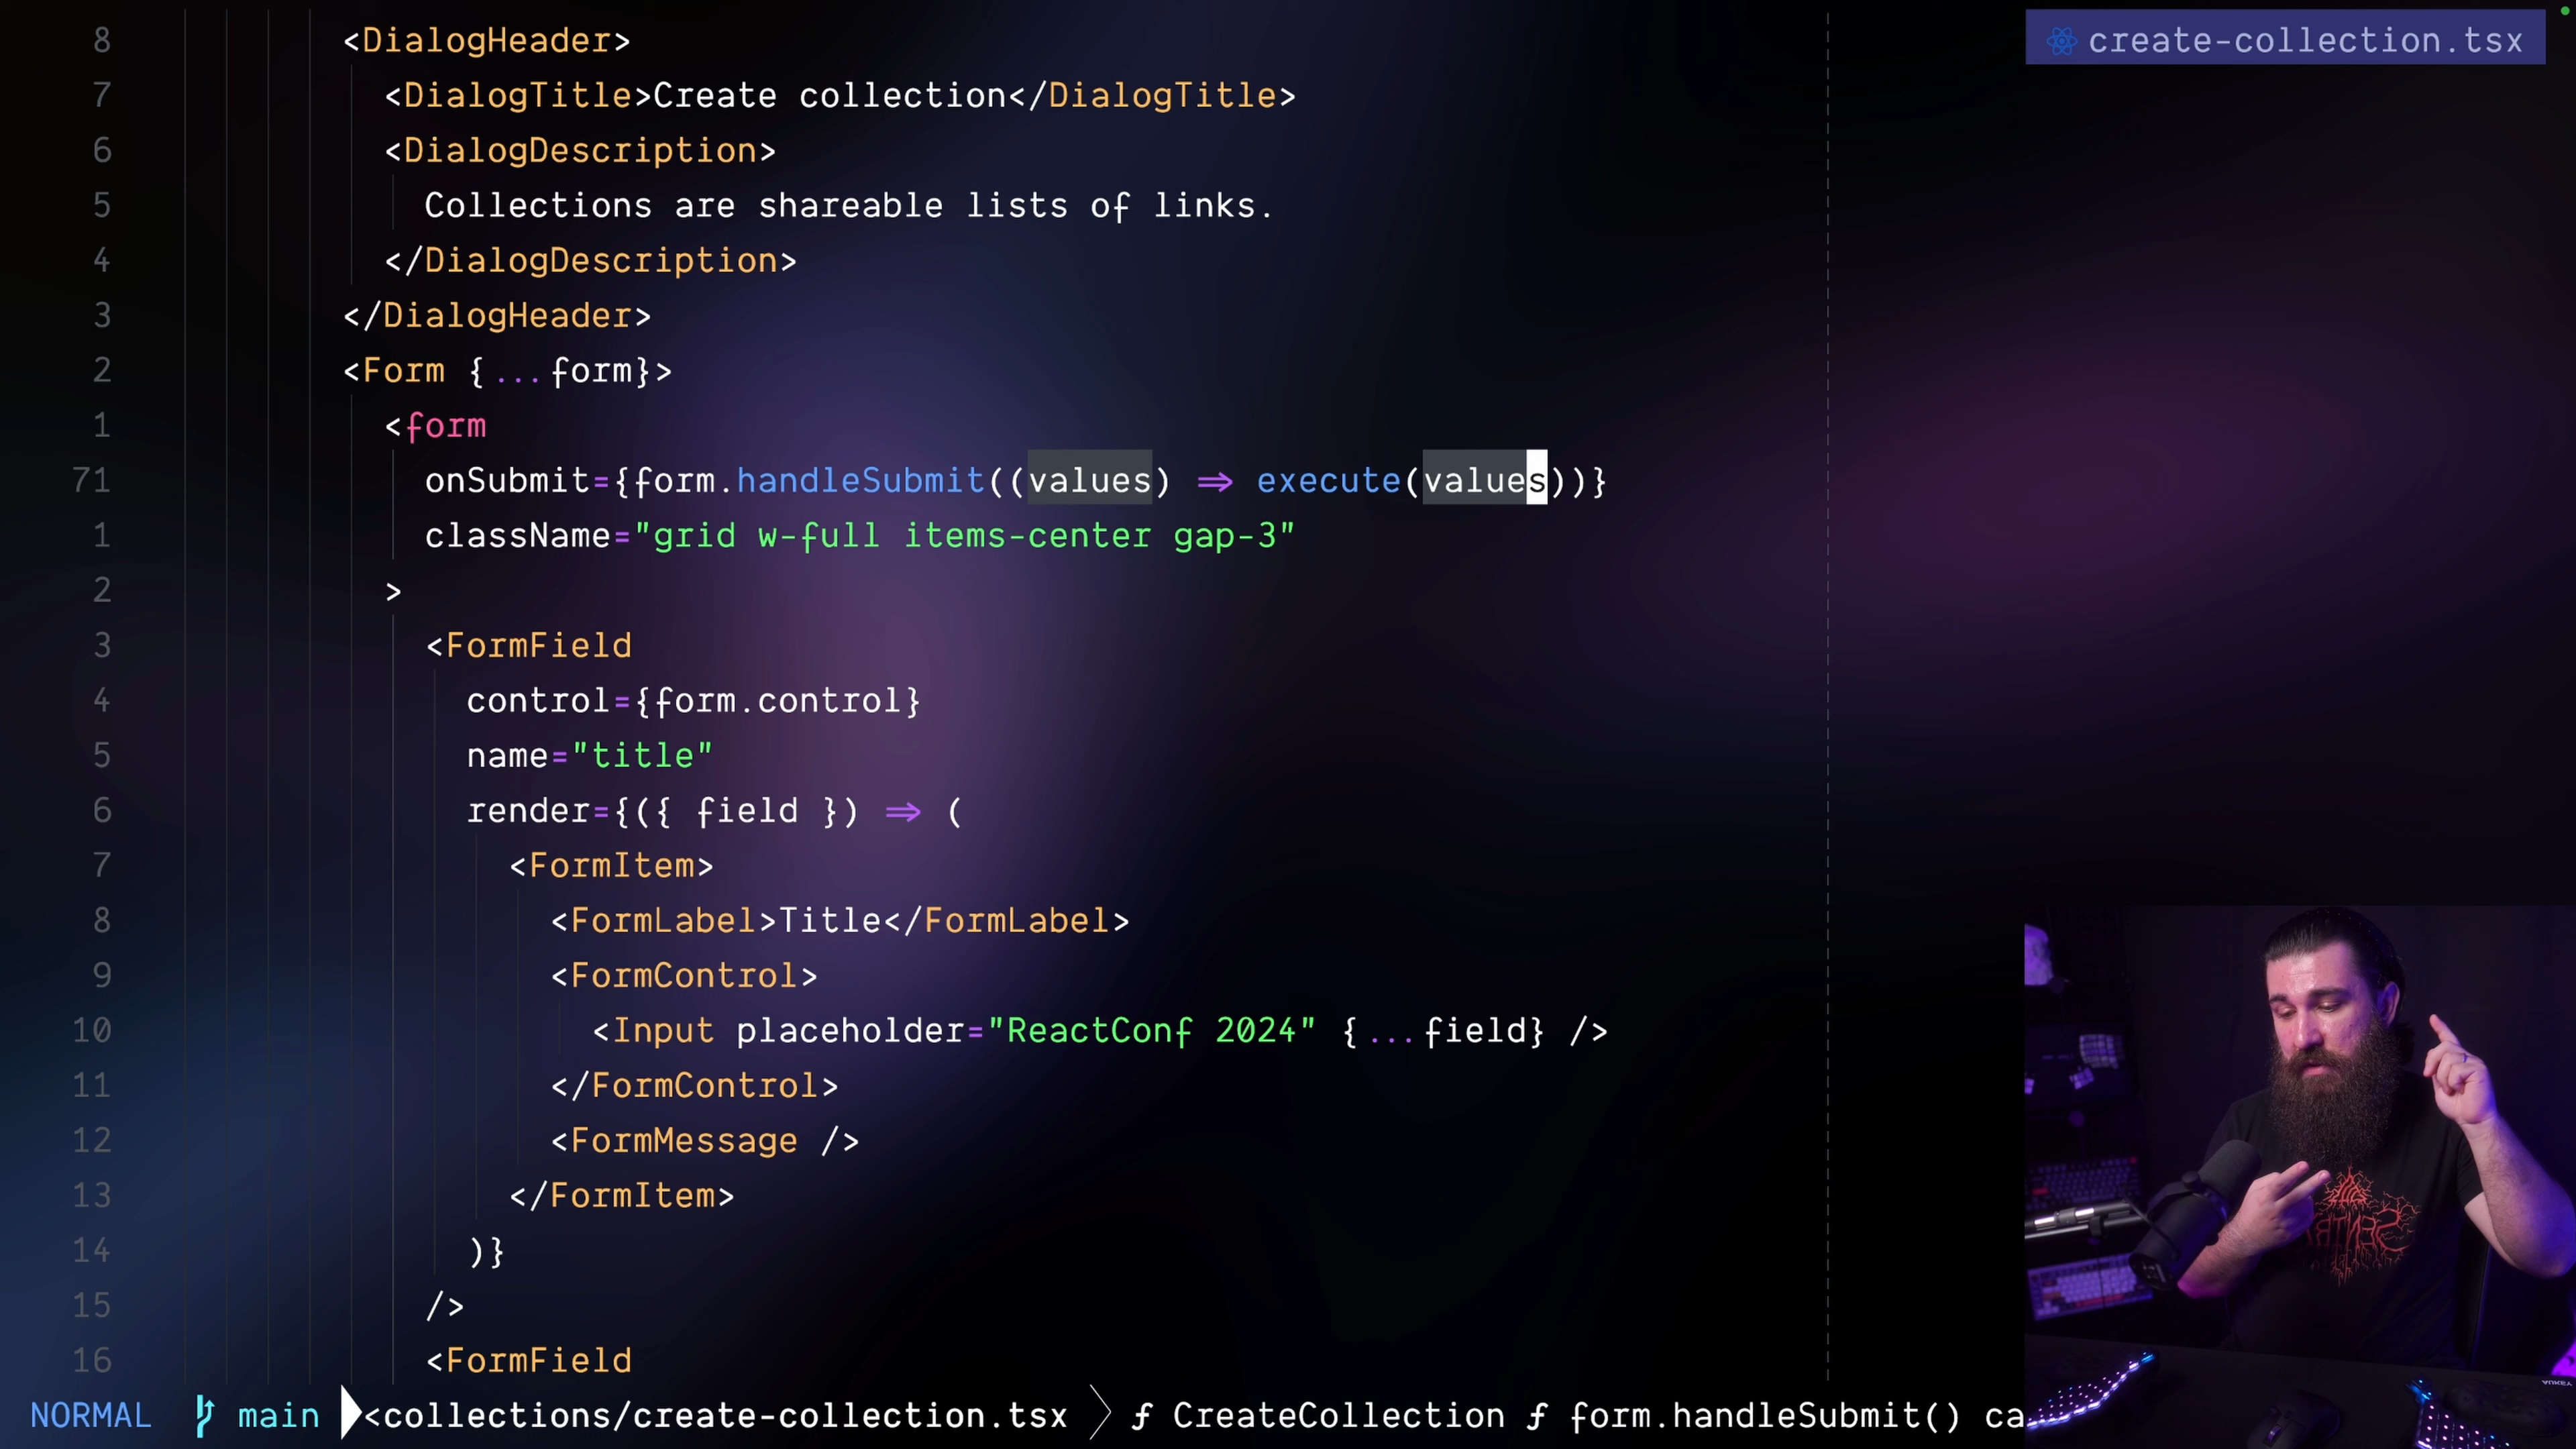 create-collection.tsx
8 <DialogHeader>
7 <DialogTitle>Create collection</DialogTitle>
6 <DialogDescription>
5 Collections are shareable lists of links.
4 </DialogDescription>
3 </DialogHeader>
2 <Form {...form}>
1 <form
71 onSubmit={form.handleSubmit((values) => execute(values))}
1 className="grid w-full items-center gap-3"
2 >
3 <FormField
4 control={form.control}
5 name="title"
6 render={({ field }) => (
7 <FormItem>
8 <FormLabel>Title</FormLabel>
9 <FormControl>
10 <Input placeholder="ReactConf 2024" {...field} />
11 </FormControl>
12 <FormMessage />
13 </FormItem>
14 )}
15 />
16 <FormField
NORMAL main <collections/create-collection.tsx ƒ CreateCollection ƒ form.handleSubmit() ca